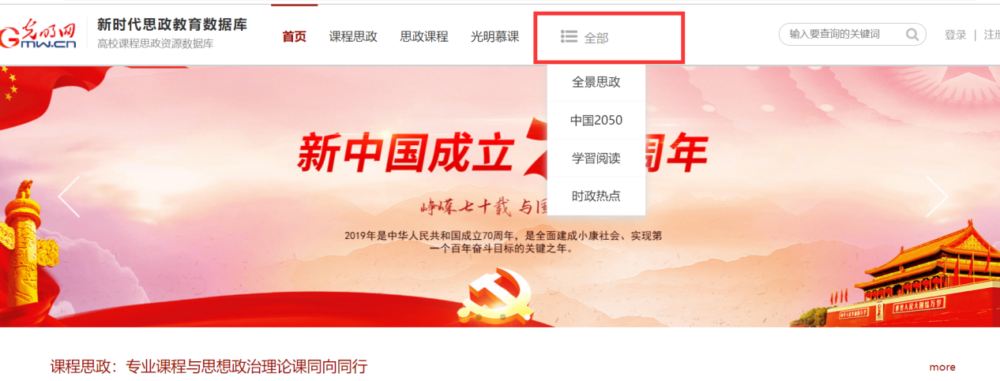 光明网
Gmw.cn
新时代思政教育数据库
高校课程思政资源数据库
首页
课程思政
思政课程
光明慕课
全部
输入要查询的关键词
登录 | 注册
全景思政
中国2050
学習阅读
时政热点
新中国成立7 周年
峥嵘七十载 与国
2019年是中华人民共和国成立70周年，是全面建成小康社会、实现第
一个百年奋斗目标的关键之年。
课程思政：专业课程与思想政治理论课同向同行
more